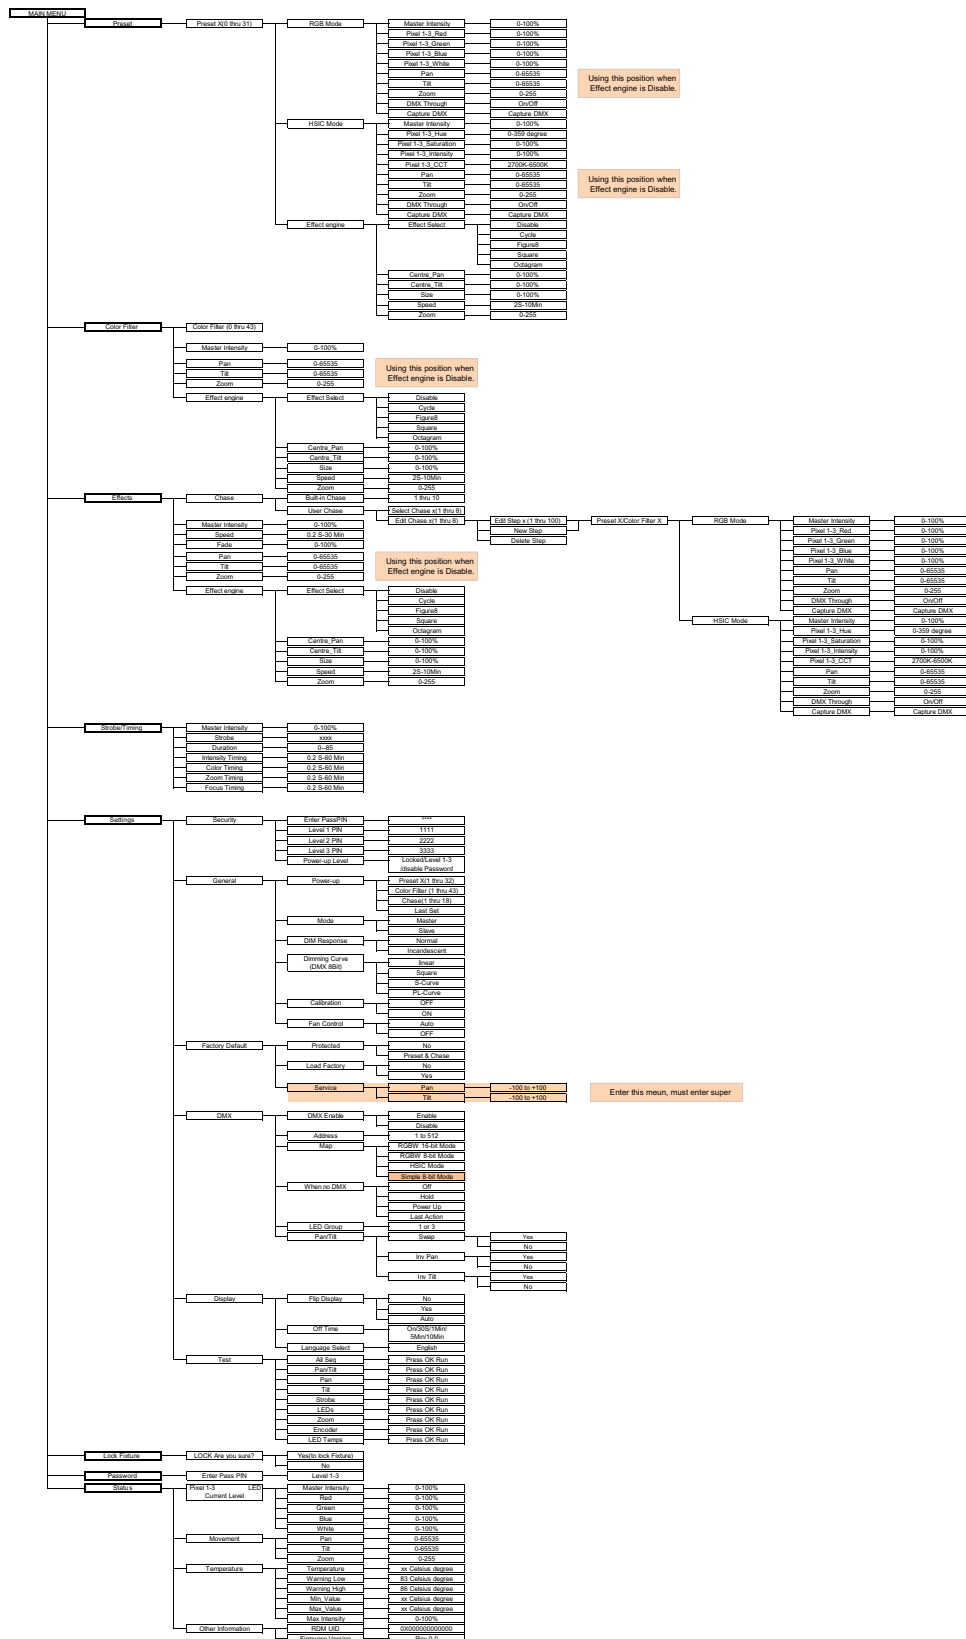 MAIN MENU
Preset Preset X(0 thru 31) RGB Mode Master Intensity 0-100%
Pixel 1-3_Red 0-100%
Pixel 1-3_Green 0-100%
Pixel 1-3_Blue 0-100%
Pixel 1-3_White 0-100%
Pan 0-65535
Tilt 0-65535
Zoom 0-255
DMX Through On/Off
Capture DMX Capture DMX
Using this position when
Effect engine is Disable.
HSIC Mode Master Intensity 0-100%
Pixel 1-3_Hue 0-359 degree
Pixel 1-3_Saturation 0-100%
Pixel 1-3_Intensity 0-100%
Pixel 1-3_CCT 2700K-6500K
Pan 0-65535
Tilt 0-65535
Zoom 0-255
DMX Through On/Off
Capture DMX Capture DMX
Using this position when
Effect engine is Disable.
Effect engine Effect Select Disable
Cycle
Figure8
Square
Octagram
Centre_Pan 0-100%
Centre_Tilt 0-100%
Size 0-100%
Speed 2S-10Min
Zoom 0-255
Color Filter Color Filter (0 thru 43)
Master Intensity 0-100%
Pan 0-65535
Tilt 0-65535
Zoom 0-255
Using this position when
Effect engine is Disable.
Effect engine Effect Select Disable
Cycle
Figure8
Square
Octagram
Centre_Pan 0-100%
Centre_Tilt 0-100%
Size 0-100%
Speed 2S-10Min
Zoom 0-255
Effects Chase Built-in Chase 1 thru 10
User Chase Select Chase x(1 thru 8)
Edit Chase x(1 thru 8) Edit Step x (1 thru 100) Preset X/Color Filter X RGB Mode Master Intensity 0-100%
New Step Pixel 1-3_Red 0-100%
Delete Step Pixel 1-3_Green 0-100%
Pixel 1-3_Blue 0-100%
Pixel 1-3_White 0-100%
Pan 0-65535
Tilt 0-65535
Zoom 0-255
DMX Through On/Off
Capture DMX Capture DMX
HSIC Mode Master Intensity 0-100%
Pixel 1-3_Hue 0-359 degree
Pixel 1-3_Saturation 0-100%
Pixel 1-3_Intensity 0-100%
Pixel 1-3_CCT 2700K-6500K
Pan 0-65535
Tilt 0-65535
Zoom 0-255
DMX Through On/Off
Capture DMX Capture DMX
Master Intensity 0-100%
Speed 0.2 S-30 Min
Fade 0-100%
Pan 0-65535
Tilt 0-65535
Zoom 0-255
Using this position when
Effect engine is Disable.
Effect engine Effect Select Disable
Cycle
Figure8
Square
Octagram
Centre_Pan 0-100%
Centre_Tilt 0-100%
Size 0-100%
Speed 2S-10Min
Zoom 0-255
Strobe/Timing Master Intensity 0-100%
Strobe xxxx
Duration 0--85
Intensity Timing 0.2 S-60 Min
Color Timing 0.2 S-60 Min
Zoom Timing 0.2 S-60 Min
Focus Timing 0.2 S-60 Min
Settings Security Enter PassPIN ****
Level 1 PIN 1111
Level 2 PIN 2222
Level 3 PIN 3333
Power-up Level Locked/Level 1-3
/disable Password
General Power-up Preset X(1 thru 32)
Color Filter (1 thru 43)
Chase(1 thru 18)
Last Set
Mode Master
Slave
DIM Response Normal
Incandescent
Dimming Curve
(DMX 8Bit)
linear
Square
S-Curve
PL-Curve
Calibration OFF
ON
Fan Control Auto
OFF
Factory Default Protected No
Preset & Chase
Load Factory No
Yes
Service Pan -100 to +100
Tilt -100 to +100
Enter this meun, must enter super
DMX DMX Enable Enable
Disable
Address 1 to 512
Map RGBW 16-bit Mode
RGBW 8-bit Mode
HSIC Mode
Simple 8-bit Mode
When no DMX Off
Hold
Power Up
Last Action
LED Group 1 or 3
Pan/Tilt Swap Yes
No
Inv Pan Yes
No
Inv Tilt Yes
No
Display Flip Display No
Yes
Auto
Off Time On/30S/1Min/
5Min/10Min
Language Select English
Test All Seq Press OK Run
Pan/Tilt Press OK Run
Pan Press OK Run
Tilt Press OK Run
Strobe Press OK Run
LEDs Press OK Run
Zoom Press OK Run
Encoder Press OK Run
LED Temps Press OK Run
Lock Fixture LOCK Are you sure? Yes(to lock Fixture)
No
Password Enter Pass PIN Level 1-3
Status Pixel 1-3 LED
Current Level
Master Intensity 0-100%
Red 0-100%
Green 0-100%
Blue 0-100%
White 0-100%
Movement Pan 0-65535
Tilt 0-65535
Zoom 0-255
Temperature Temperature xx Celsius degree
Warning Low 83 Celsius degree
Warning High 86 Celsius degree
Min_Value xx Celsius degree
Max_Value xx Celsius degree
Max Intensity 0-100%
Other Information RDM UID 0X000000000000
Firmware Version Rev 0.0